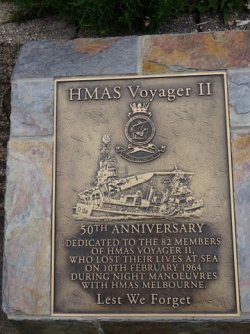 HMAS Voyager II
50TH ANNIVERSARY
DEDICATED TO THE 82 MEMBERS
OF HMAS VOYAGER II,
WHO LOST THEIR LIVES AT SEA
ON 10TH FEBRUARY 1964
DURING NIGHT MANOEUVRES
WITH HMAS MELBOURNE.
Lest We Forget